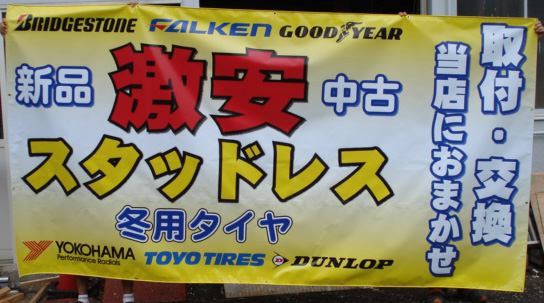 BRIDGESTONE FALKEN GOODYEAR
新品 激安 中古
スタッドレス
冬用タイヤ
YOKOHAMA
Performance Radials
TOYO TIRES DUNLOP
取付・交換
当店におまかせ